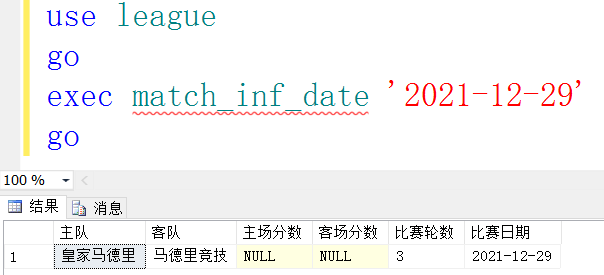 use league
go
exec match_inf_date '2021-12-29'
go
100 %
结果 消息
主队 客队 主场分数 客场分数 比赛轮数 比赛日期
1 皇家马德里 马德里竞技 NULL NULL 3 2021-12-29